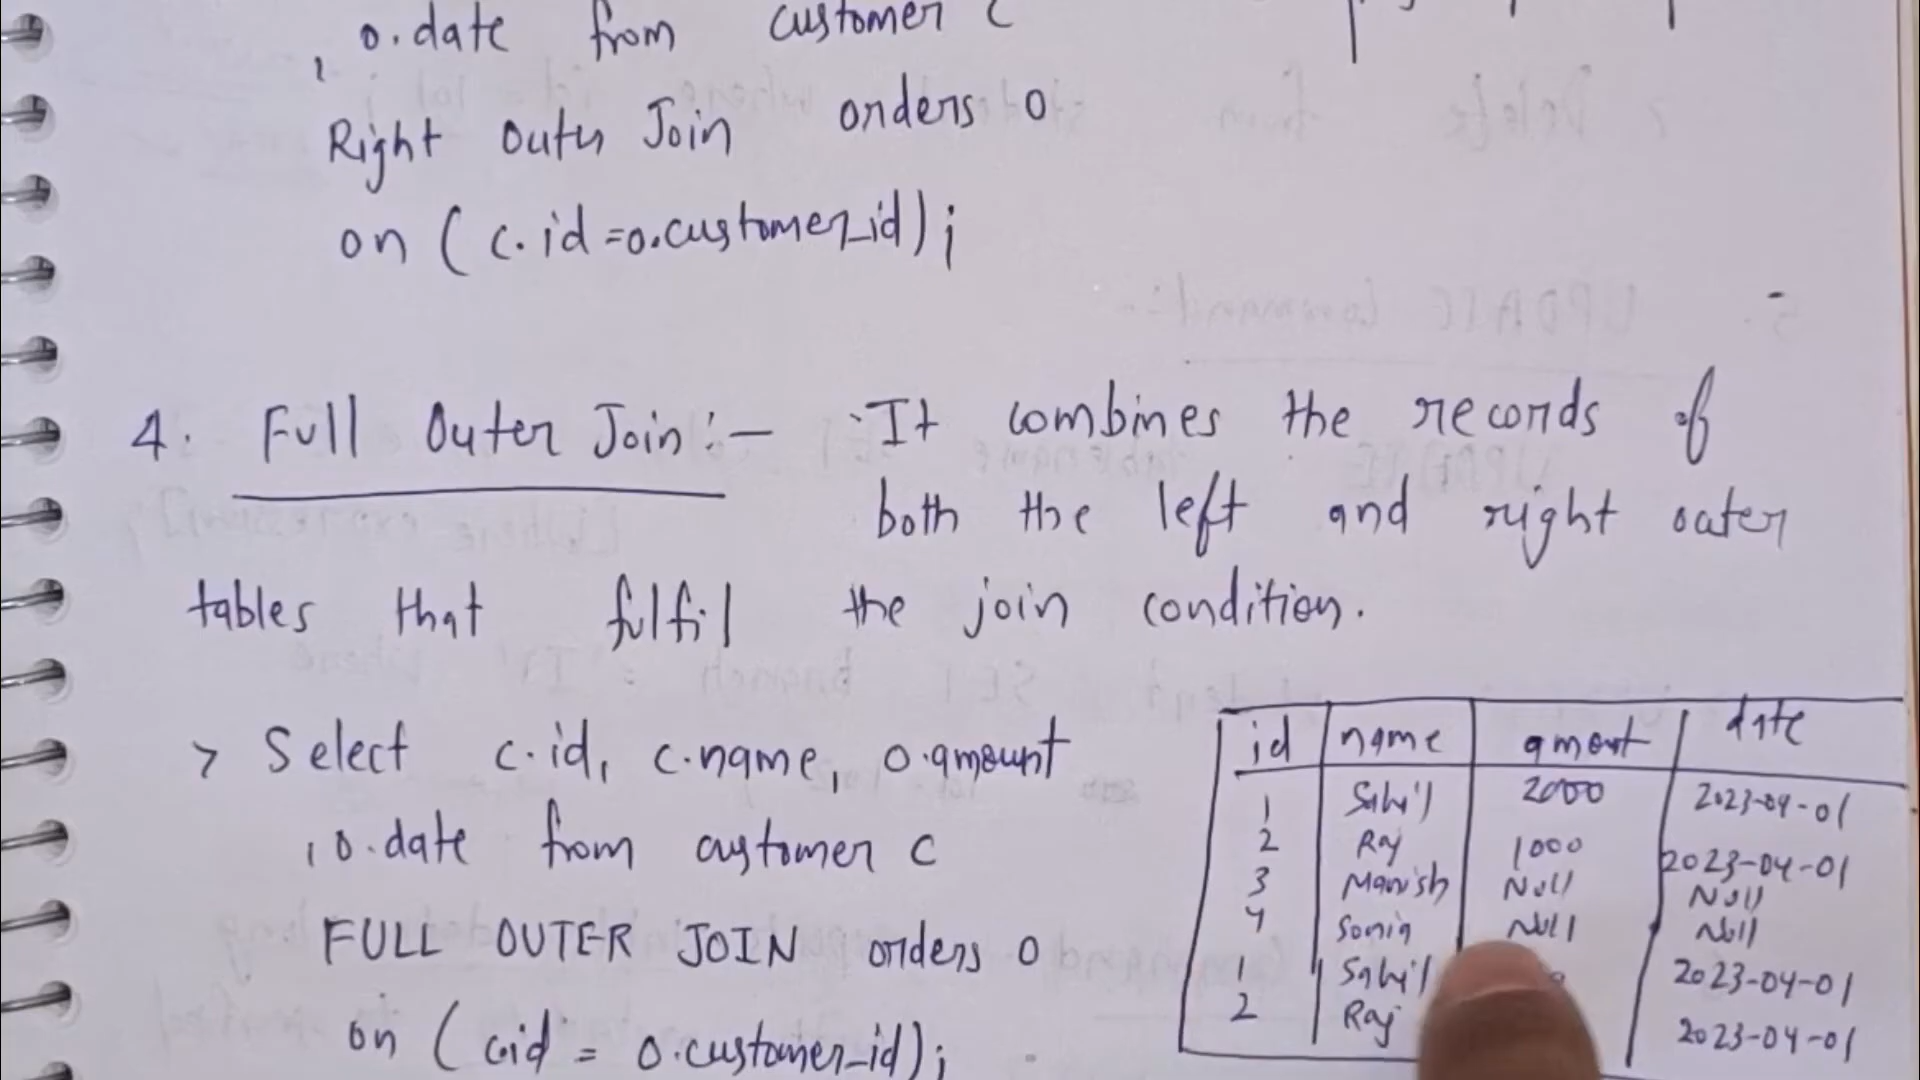 , o.date from customer c
Right Outer Join orders o
on ( c.id=o.customer_id);
4. Full Outer Join:- It combines the records of
both the left and right outer
tables that fulfil the join condition.
> Select c.id, c.name, o.amount
, o.date from customer c
FULL OUTER JOIN orders o
on ( c.id = o.customer_id);
id name amout date
1 Sahil 2000 2023-04-01
2 Raj 1000 2023-04-01
3 Manish Null Null
4 Sonia Null Null
1 Sahil 2023-04-01
2 Raj 2023-04-01